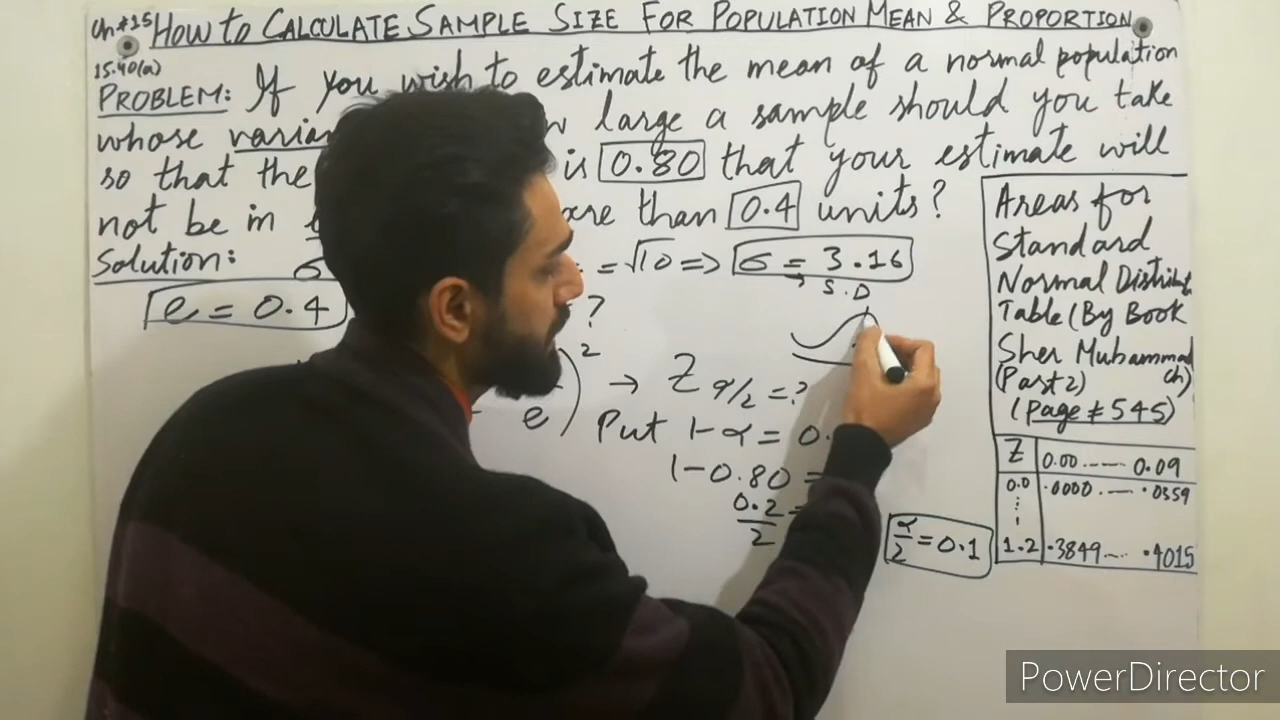 Ch#15 HOW to CALCULATE SAMPLE SIZE FOR POPULATION MEAN & PROPORTION
15.40(a)
PROBLEM: If you wish to estimate the mean of a normal population
whose large a sample should you take
so that the is 0.80 that your estimate will
not be in than 0.4 units?
Solution: = √10 => σ = 3.16
→ S.D
e = 0.4 ?
e )² → Z α/2 = ?
Put 1-α = 0.
1-0.80 =
0.2/2 =
α/2 = 0.1
Areas for
Standard
Normal
Table (By Book
Sher Muhammad
(Part 2) Ch)
(page # 545)
Z 0.00 ...... 0.09
0.0 .0000 .... .0359
1.2 .3849 .... .4015
PowerDirector